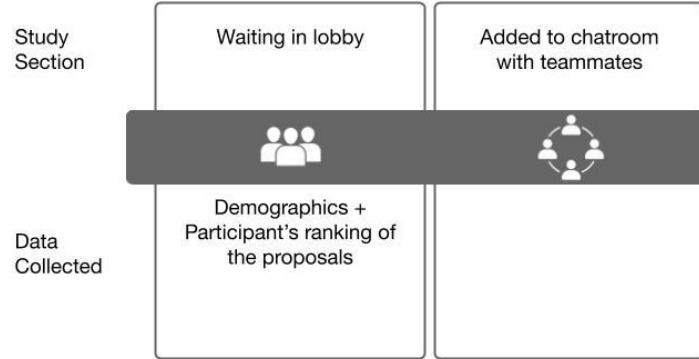 Study
Section
Waiting in lobby
Added to chatroom
with teammates
Data
Collected
Demographics +
Participant's ranking of
the proposals